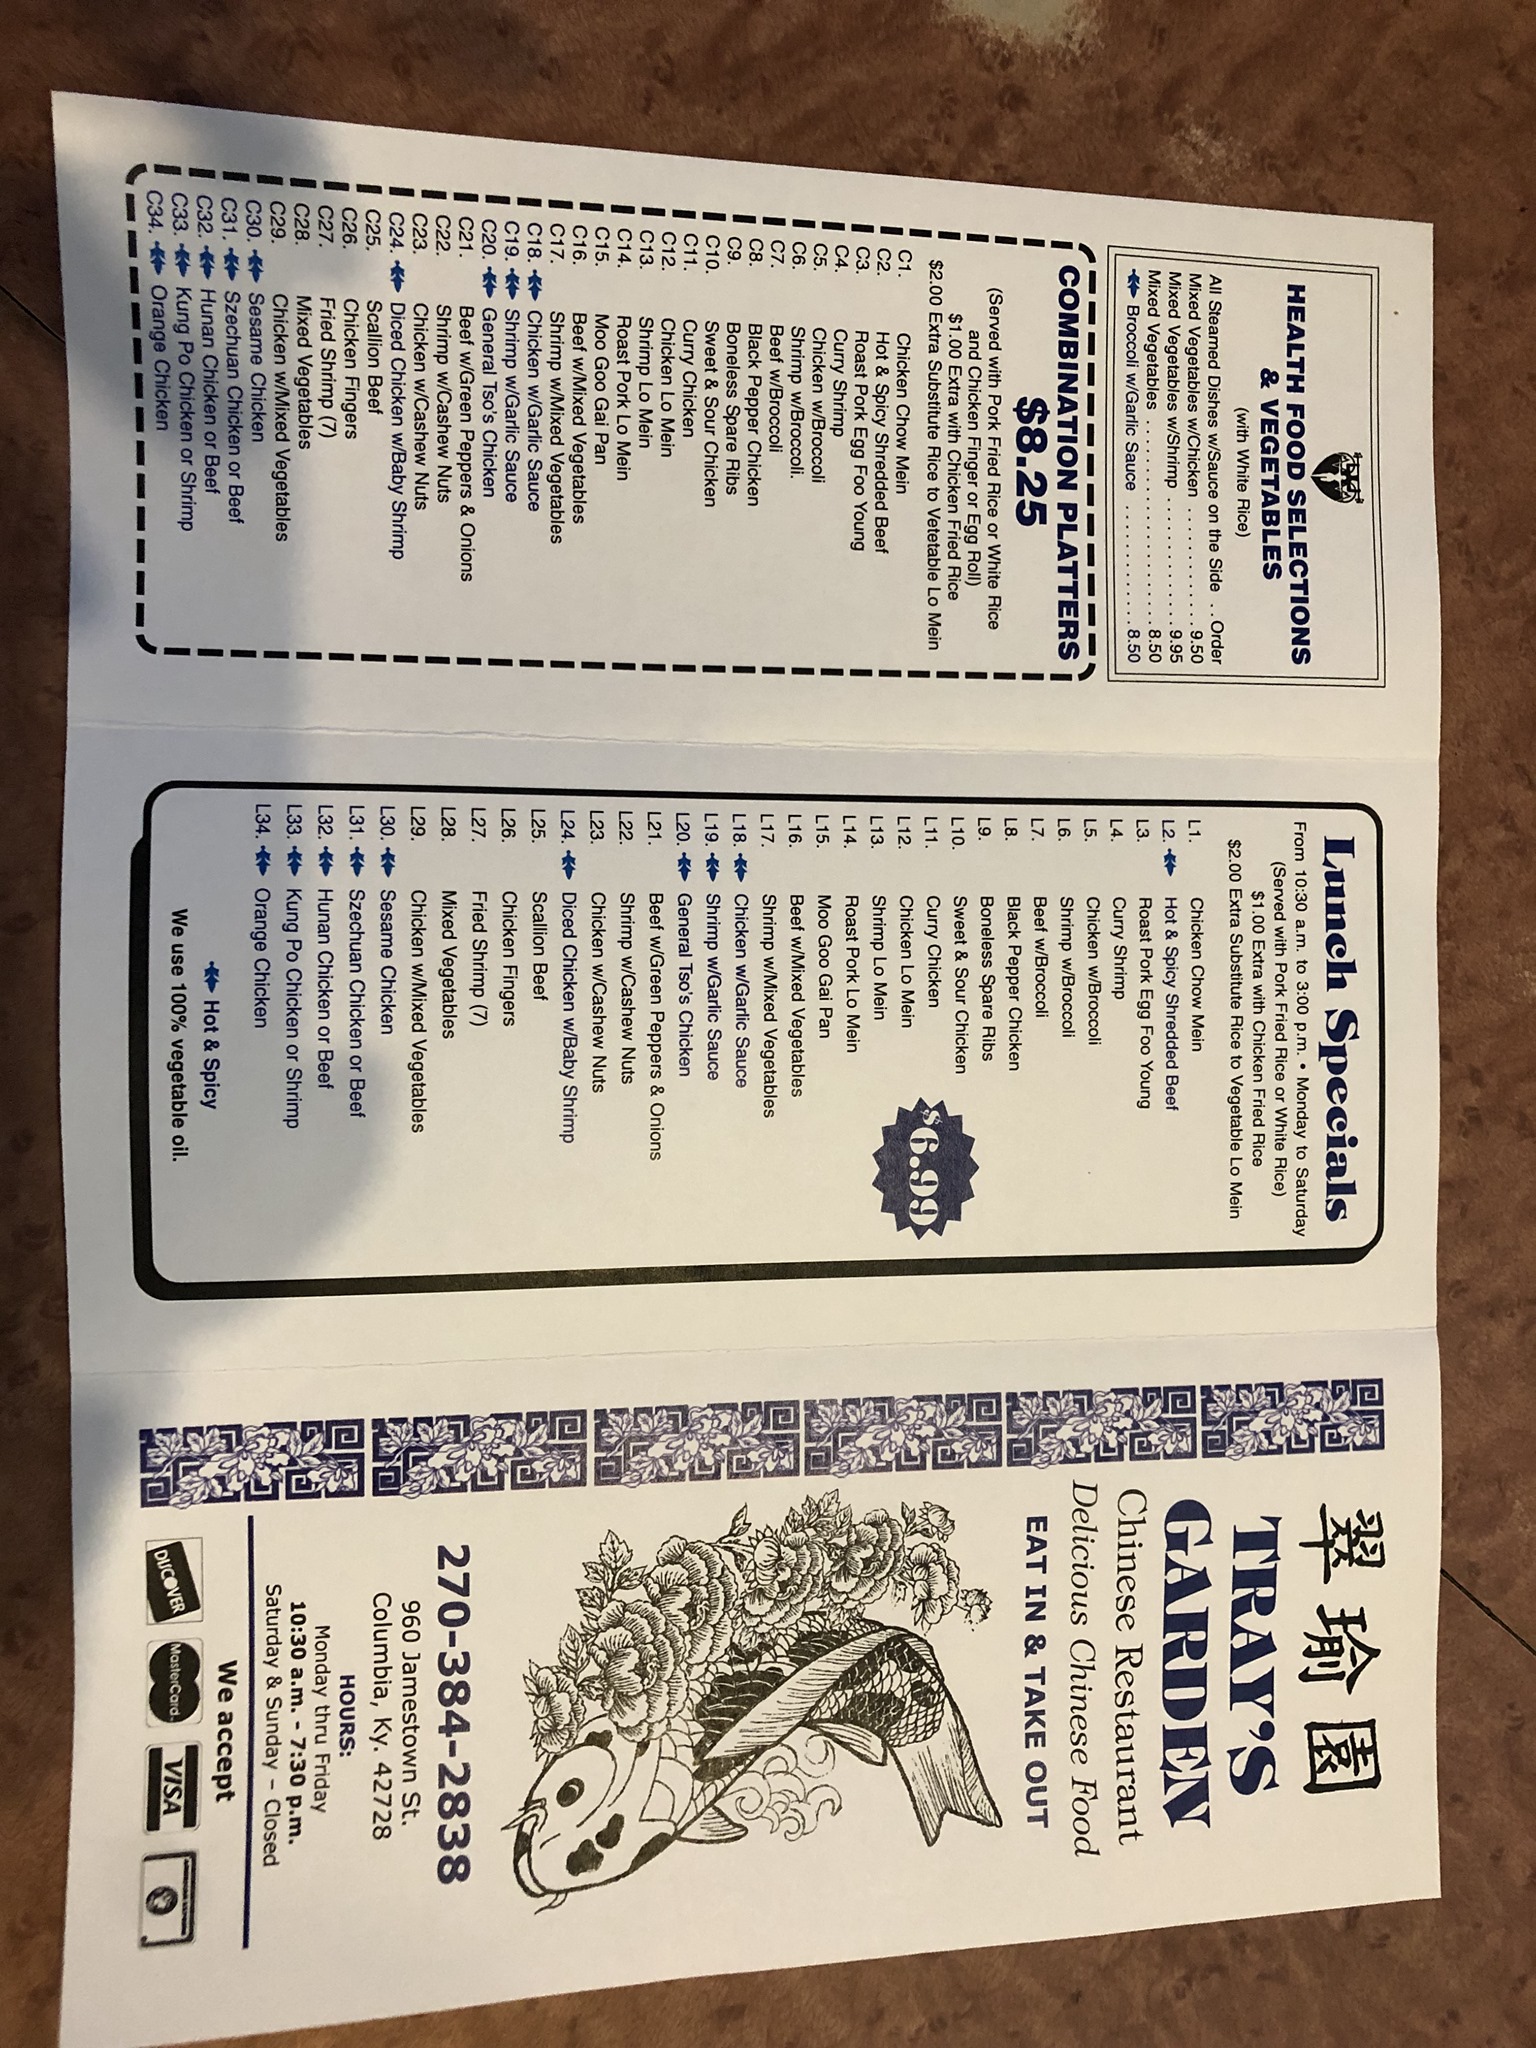 HEALTH FOOD SELECTIONS
& VEGETABLES
(with White Rice)
All Steamed Dishes w/Sauce on the Side .. Order
Mixed Vegetables w/Chicken .......... 9.50
Mixed Vegetables w/Shrimp .......... 9.95
Mixed Vegetables .......... 8.50
Broccoli w/Garlic Sauce .......... 8.50
COMBINATION PLATTERS
$8.25
(Served with Pork Fried Rice or White Rice
and Chicken Finger or Egg Roll)
$1.00 Extra with Chicken Fried Rice
$2.00 Extra Substitute Rice to Vetetable Lo Mein
C1. Chicken Chow Mein
C2. Hot & Spicy Shredded Beef
C3. Roast Pork Egg Foo Young
C4. Curry Shrimp
C5. Chicken w/Broccoli
C6. Shrimp w/Broccoli.
C7. Beef w/Broccoli
C8. Black Pepper Chicken
C9. Boneless Spare Ribs
C10. Sweet & Sour Chicken
C11. Curry Chicken
C12. Chicken Lo Mein
C13. Shrimp Lo Mein
C14. Roast Pork Lo Mein
C15. Moo Goo Gai Pan
C16. Beef w/Mixed Vegetables
C17. Shrimp w/Mixed Vegetables
C18. Chicken w/Garlic Sauce
C19. Shrimp w/Garlic Sauce
C20. General Tso's Chicken
C21. Beef w/Green Peppers & Onions
C22. Shrimp w/Cashew Nuts
C23. Chicken w/Cashew Nuts
C24. Diced Chicken w/Baby Shrimp
C25. Scallion Beef
C26. Chicken Fingers
C27. Fried Shrimp (7)
C28. Mixed Vegetables
C29. Chicken w/Mixed Vegetables
C30. Sesame Chicken
C31. Szechuan Chicken or Beef
C32. Hunan Chicken or Beef
C33. Kung Po Chicken or Shrimp
C34. Orange Chicken
Lunch Specials
From 10:30 a.m. to 3:00 p.m. • Monday to Saturday
(Served with Pork Fried Rice or White Rice)
$1.00 Extra with Chicken Fried Rice
$2.00 Extra Substitute Rice to Vegetable Lo Mein
L1. Chicken Chow Mein
L2. Hot & Spicy Shredded Beef
L3. Roast Pork Egg Foo Young
L4. Curry Shrimp
L5. Chicken w/Broccoli
L6. Shrimp w/Broccoli
L7. Beef w/Broccoli
L8. Black Pepper Chicken
L9. Boneless Spare Ribs
L10. Sweet & Sour Chicken
L11. Curry Chicken
L12. Chicken Lo Mein
L13. Shrimp Lo Mein
L14. Roast Pork Lo Mein
L15. Moo Goo Gai Pan
L16. Beef w/Mixed Vegetables
L17. Shrimp w/Mixed Vegetables
L18. Chicken w/Garlic Sauce
L19. Shrimp w/Garlic Sauce
L20. General Tso's Chicken
L21. Beef w/Green Peppers & Onions
L22. Shrimp w/Cashew Nuts
L23. Chicken w/Cashew Nuts
L24. Diced Chicken w/Baby Shrimp
L25. Scallion Beef
L26. Chicken Fingers
L27. Fried Shrimp (7)
L28. Mixed Vegetables
L29. Chicken w/Mixed Vegetables
L30. Sesame Chicken
L31. Szechuan Chicken or Beef
L32. Hunan Chicken or Beef
L33. Kung Po Chicken or Shrimp
L34. Orange Chicken
$6.99
Hot & Spicy
We use 100% vegetable oil.
翠瑜園
TRAY'S
GARDEN
Chinese Restaurant
Delicious Chinese Food
EAT IN & TAKE OUT
270-384-2838
960 Jamestown St.
Columbia, Ky. 42728
HOURS:
Monday thru Friday
10:30 a.m. - 7:30 p.m.
Saturday & Sunday – Closed
We accept
DISCOVER
MasterCard.
VISA